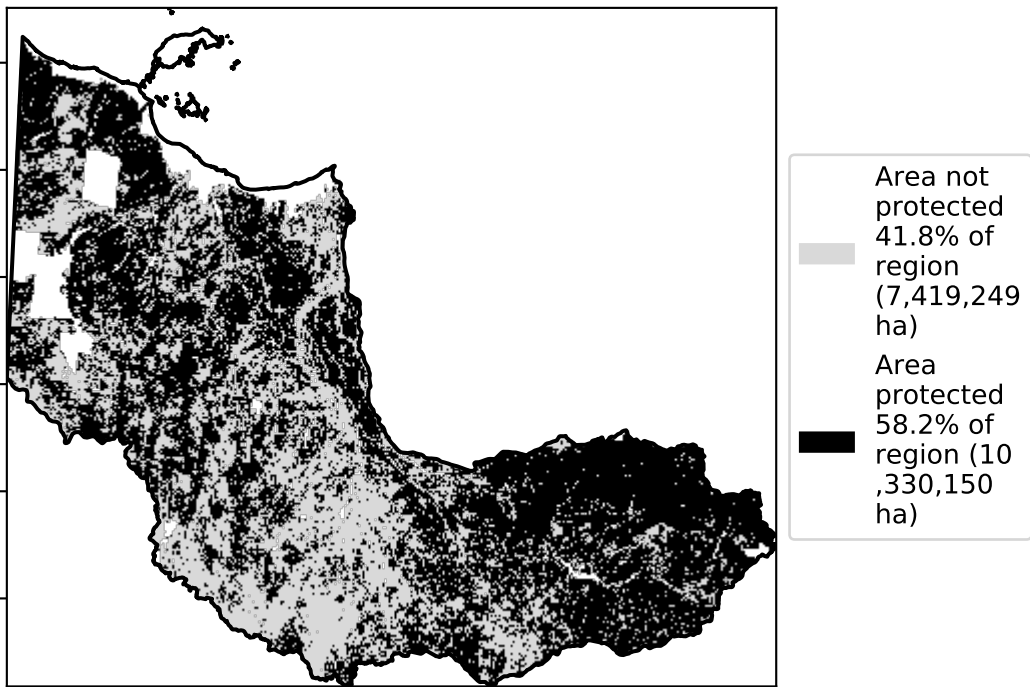 Area not
protected
41.8% of
region
(7,419,249
ha)
Area
protected
58.2% of
region (10
,330,150
ha)